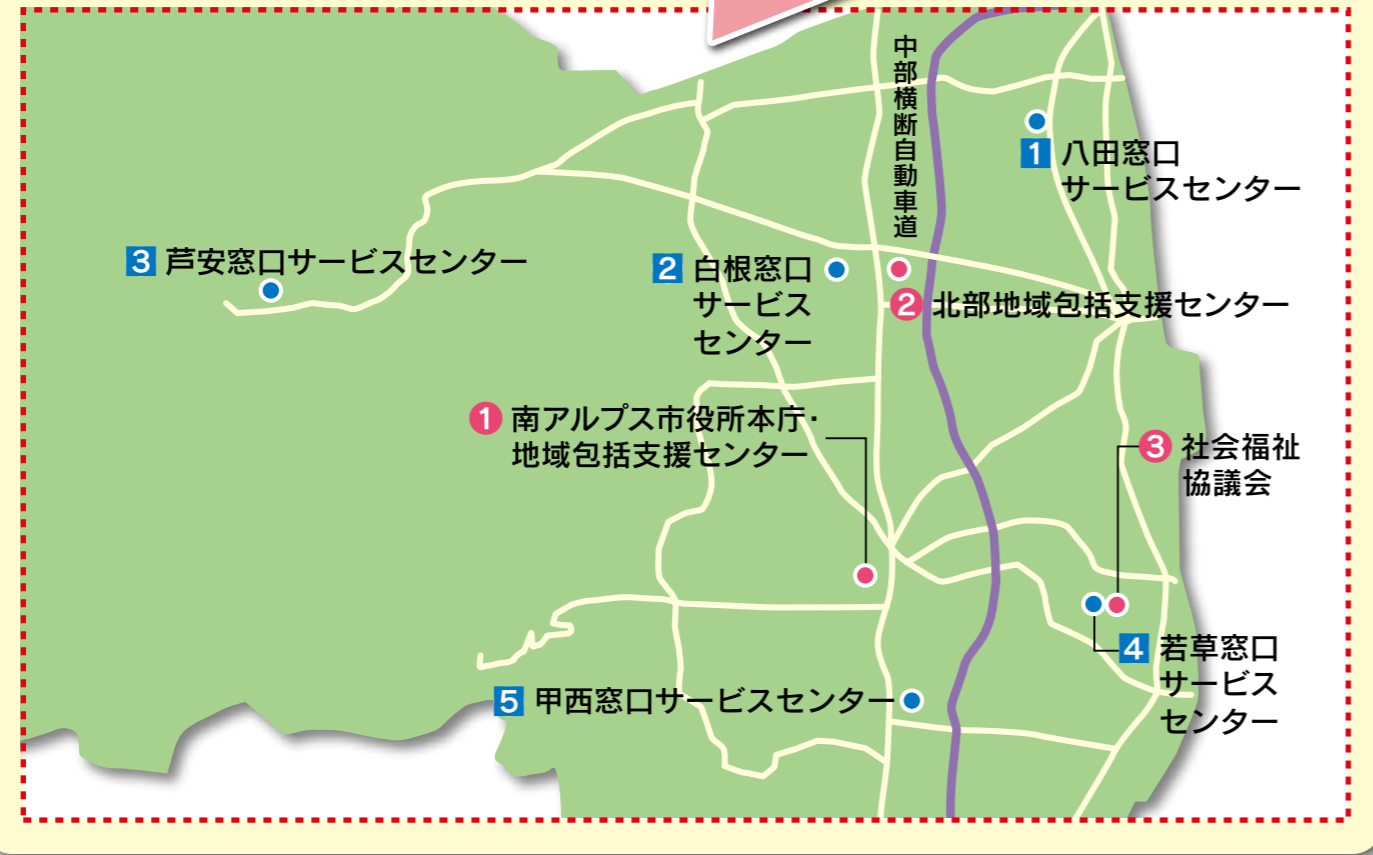 中部横断自動車道
1 八田窓口
サービスセンター
3 芦安窓口サービスセンター
2 白根窓口
サービス
センター
2 北部地域包括支援センター
1 南アルプス市役所本庁・
地域包括支援センター
3 社会福祉
協議会
4 若草窓口
サービス
センター
5 甲西窓口サービスセンター